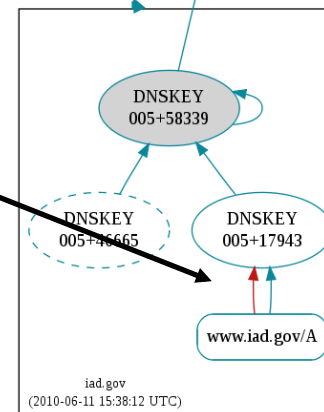 DNSKEY
005+58339
DNSKEY
005+46665
DNSKEY
005+17943
www.iad.gov/A
iad.gov
(2010-06-11 15:38:12 UTC)